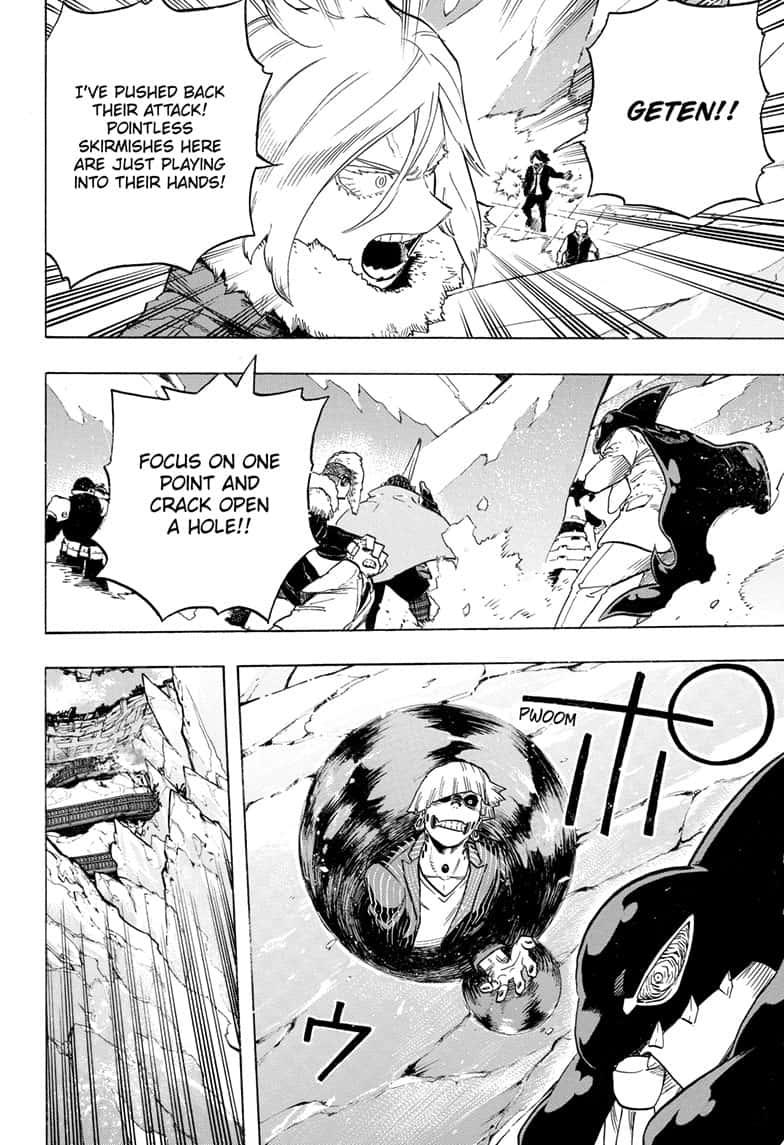 GETEN!!
I'VE PUSHED BACK
THEIR ATTACK!
POINTLESS
SKIRMISHES HERE
ARE JUST PLAYING
INTO THEIR HANDS!
FOCUS ON ONE
POINT AND
CRACK OPEN
A HOLE!!
ポ
PWOOM
ウ